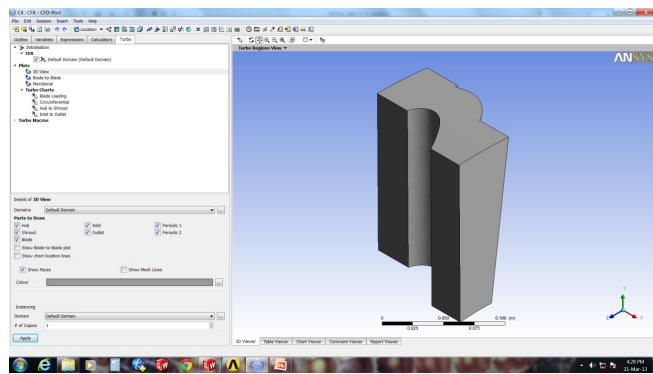 C4 : CFX - CFD-Post
File Edit Session Insert Tools Help
Location
Outline Variables Expressions Calculators Turbo
Initialisation
CFX
Default Domain (Default Domain)
Plots
3D View
Blade-to-Blade
Meridional
Turbo Charts
Blade Loading
Circumferential
Hub to Shroud
Inlet to Outlet
Turbo Macros
Details of 3D View
Domains Default Domain ...
Parts to Draw
Hub Inlet Periodic 1
Shroud Outlet Periodic 2
Blade
Show Blade-to-Blade plot
Show chart location lines
Show Faces Show Mesh Lines
Colour ...
Instancing
Domain Default Domain ...
# of Copies 1
Apply
Turbo Regions View
ANSYS
0 0.050 0.100 (m)
0.025 0.075
Y
Z X
3D Viewer Table Viewer Chart Viewer Comment Viewer Report Viewer
4:28 PM
31-Mar-13